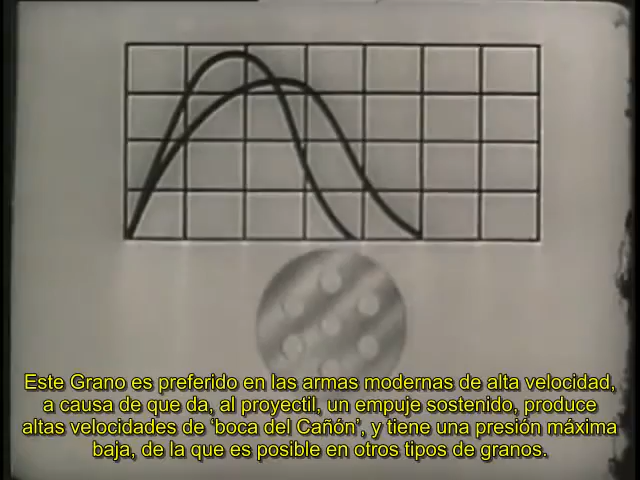 Este Grano es preferido en las armas modernas de alta velocidad,
a causa de que da, al proyectil, un empuje sostenido, produce
altas velocidades de 'boca del Cañón', y tiene una presión máxima
baja, de la que es posible en otros tipos de granos.